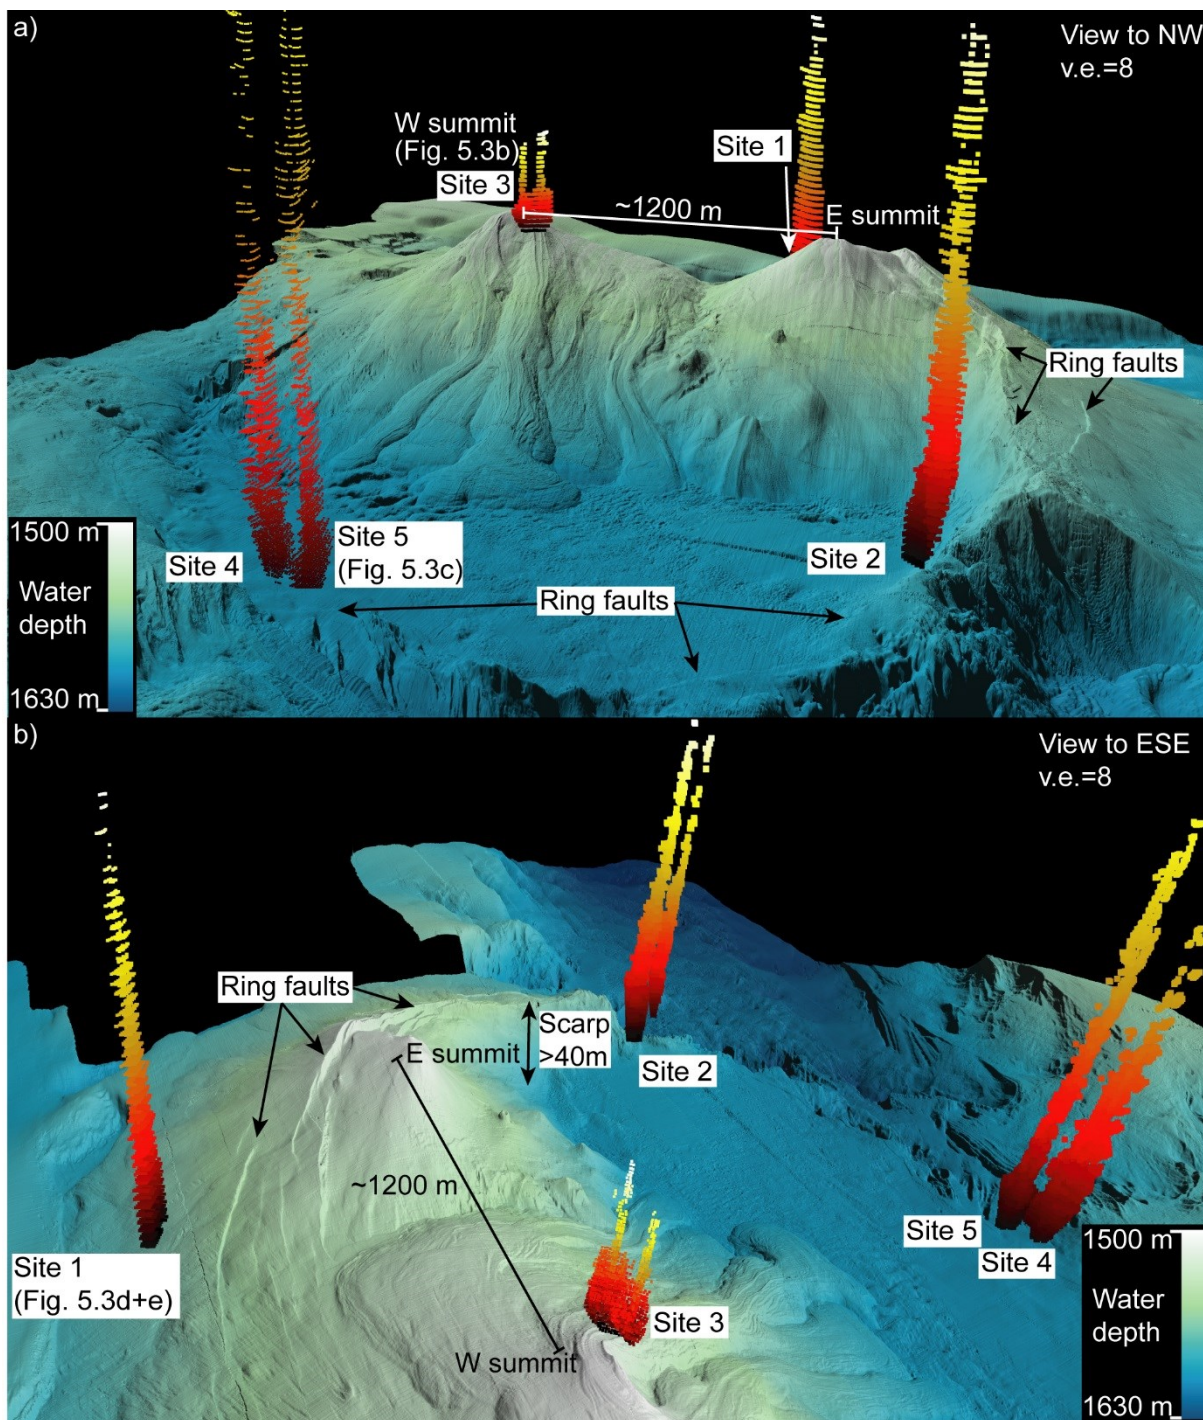 a)
View to NW
v.e.=8
W summit
(Fig. 5.3b)
Site 3
Site 1
~1200 m
E summit
Ring faults
Site 5
(Fig. 5.3c)
Site 4
Site 2
Ring faults
1500 m
Water
depth
1630 m
b)
View to ESE
v.e.=8
Ring faults
E summit
Scarp
>40m
Site 2
~1200 m
Site 1
(Fig. 5.3d+e)
Site 3
W summit
Site 5
Site 4
1500 m
Water
depth
1630 m